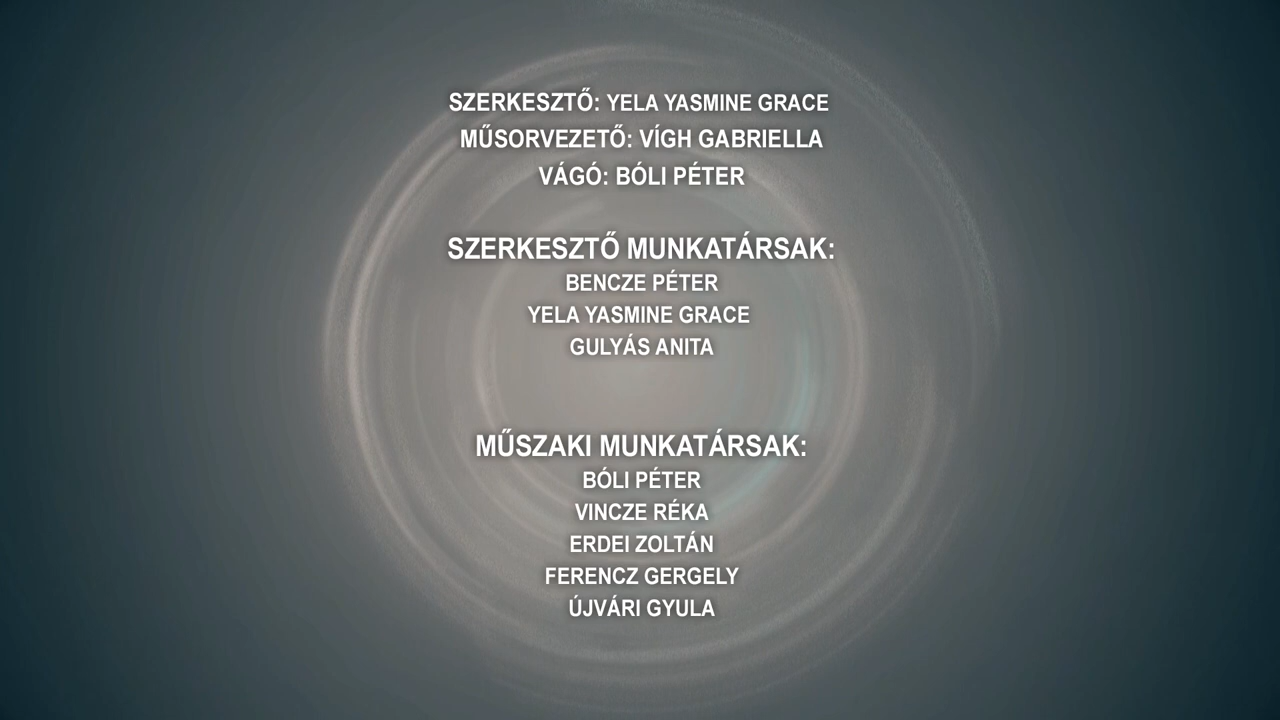 SZERKESZTŐ: YELA YASMINE GRACE
MŰSORVEZETŐ: VÍGH GABRIELLA
VÁGÓ: BÓLI PÉTER
SZERKESZTŐ MUNKATÁRSAK:
BENCZE PÉTER
YELA YASMINE GRACE
GULYÁS ANITA
MŰSZAKI MUNKATÁRSAK:
BÓLI PÉTER
VINCZE RÉKA
ERDEI ZOLTÁN
FERENCZ GERGELY
ÚJVÁRI GYULA